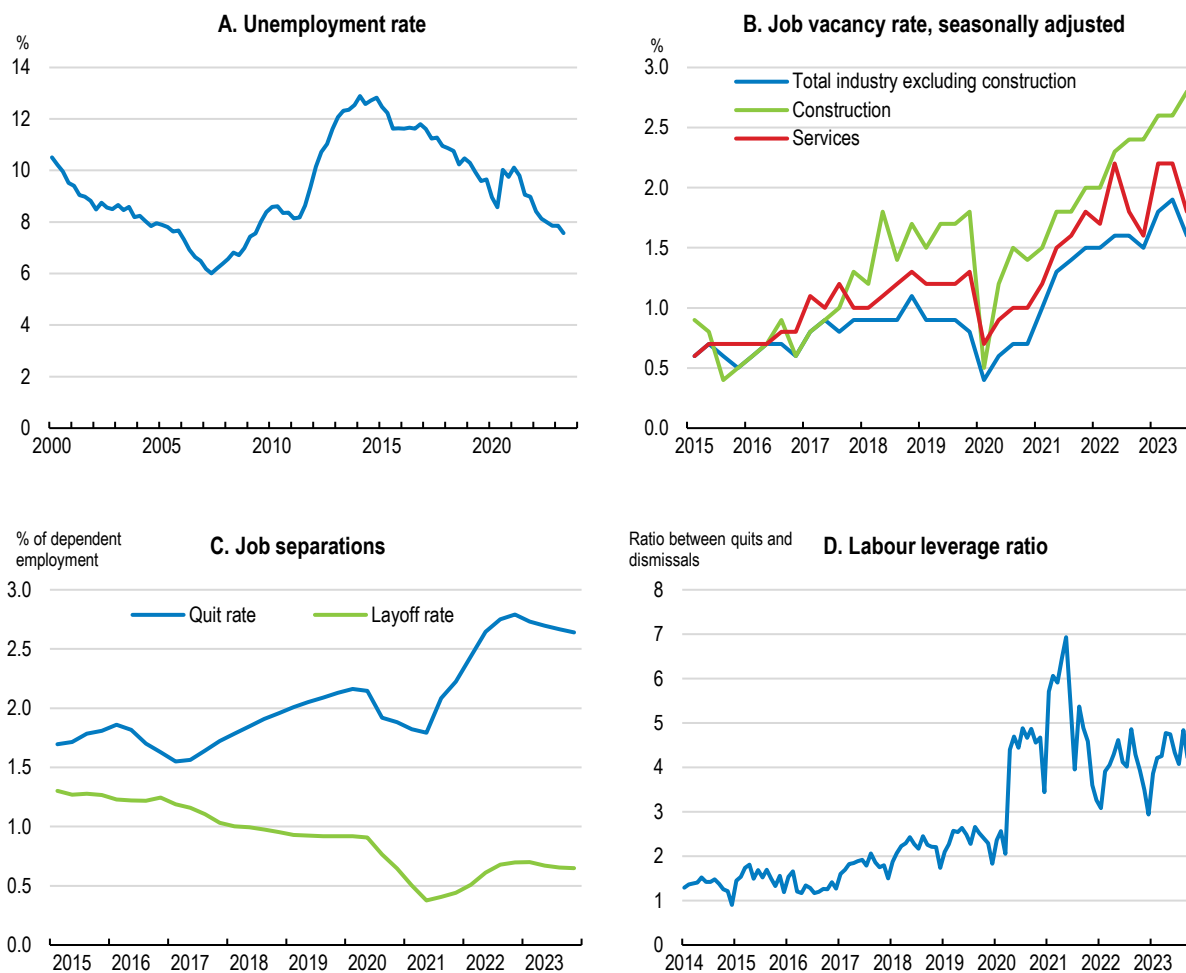 A. Unemployment rate
%
14
12
10
8
6
4
2
0
2000 2005 2010 2015 2020
B. Job vacancy rate, seasonally adjusted
%
3.0
2.5
2.0
1.5
1.0
0.5
0.0
Total industry excluding construction
Construction
Services
2015 2016 2017 2018 2019 2020 2021 2022 2023
% of dependent
employment
C. Job separations
3.0
2.5
2.0
1.5
1.0
0.5
0.0
Quit rate Layoff rate
2015 2016 2017 2018 2019 2020 2021 2022 2023
Ratio between quits and
dismissals
D. Labour leverage ratio
8
7
6
5
4
3
2
1
0
2014 2015 2016 2017 2018 2019 2020 2021 2022 2023